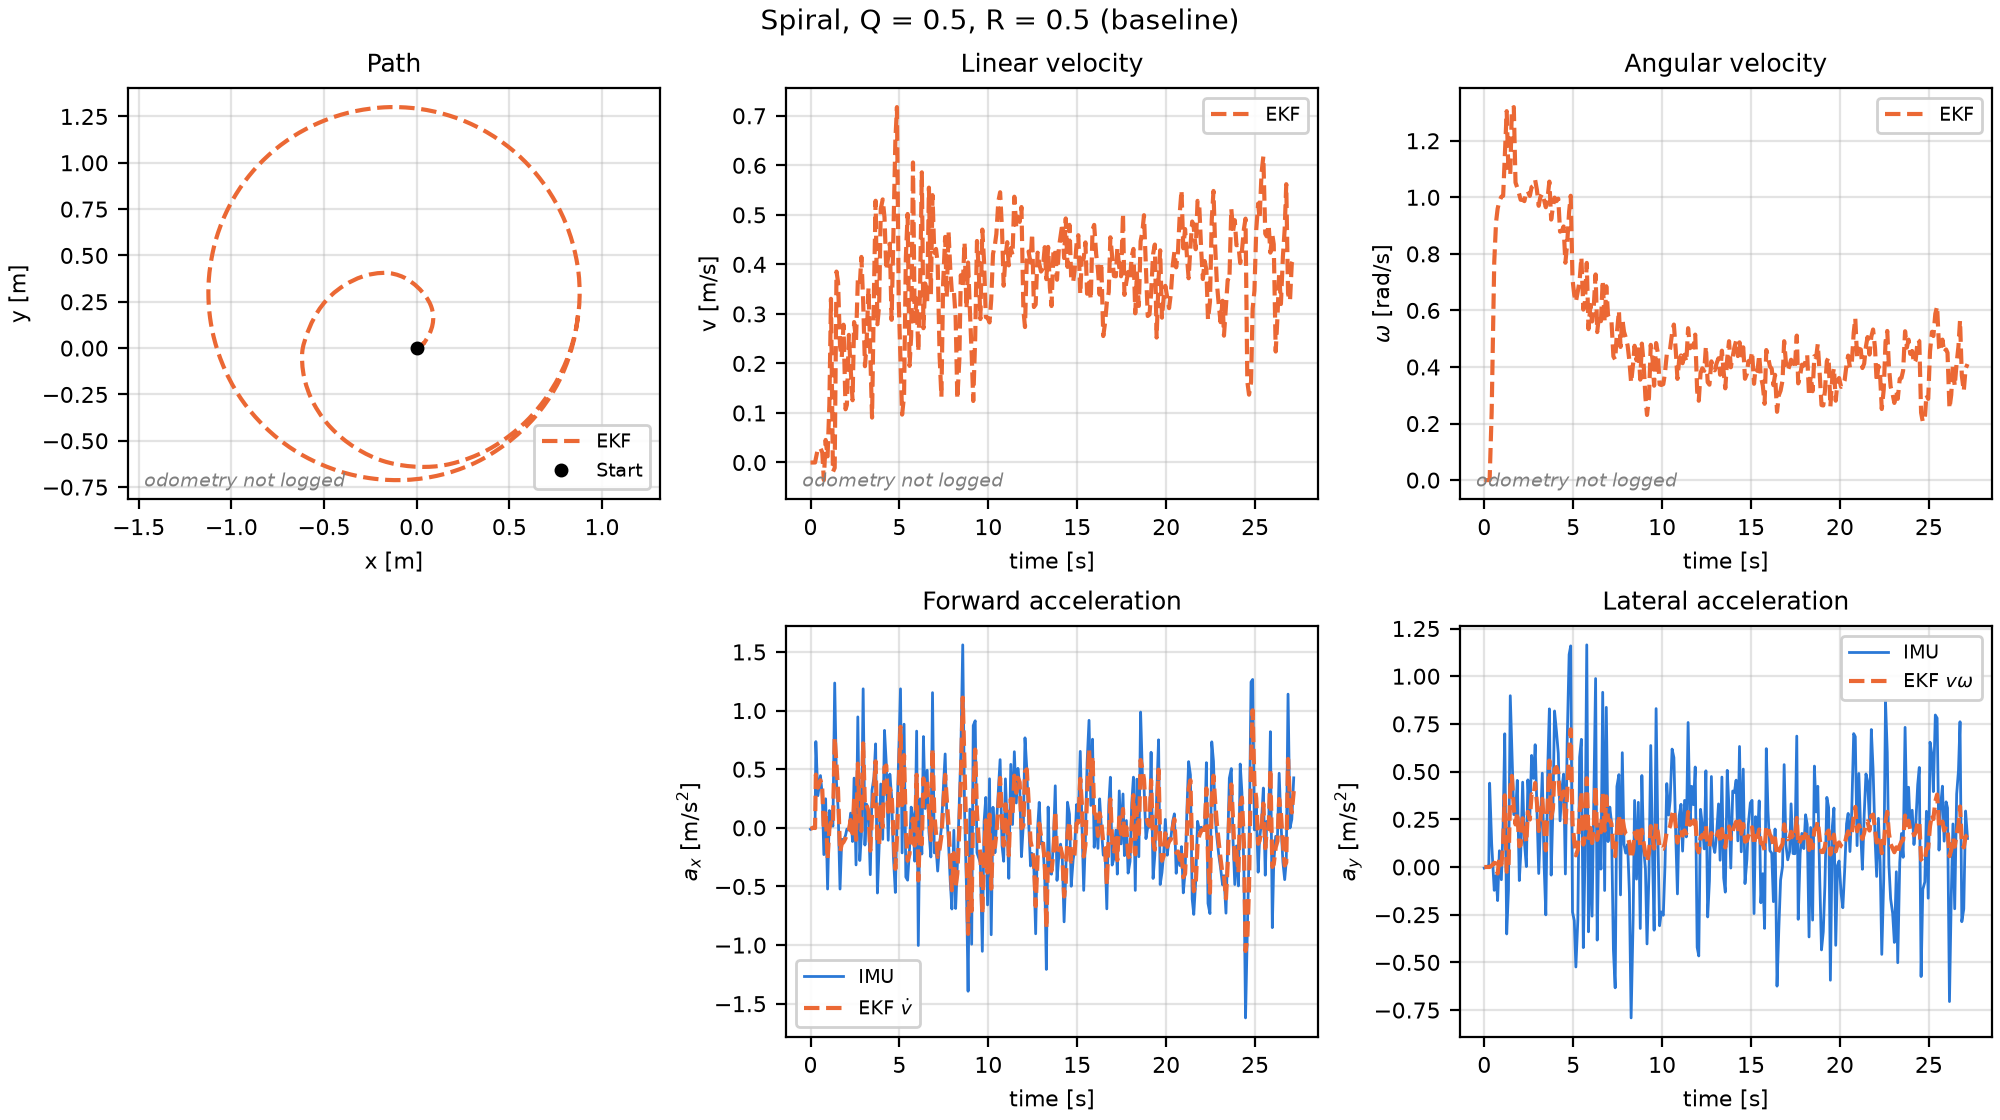 Spiral, Q = 0.5, R = 0.5 (baseline)
Path
1.25
1.00
0.75
0.50
0.25
0.00
−0.25
−0.50
−0.75
y [m]
EKF
Start
odometry not logged
−1.5
−1.0
−0.5
0.0
0.5
1.0
x [m]
Linear velocity
0.7
0.6
0.5
0.4
0.3
0.2
0.1
0.0
v [m/s]
EKF
odometry not logged
0
5
10
15
20
25
time [s]
Angular velocity
1.2
1.0
0.8
0.6
0.4
0.2
0.0
ω [rad/s]
EKF
odometry not logged
0
5
10
15
20
25
time [s]
Forward acceleration
1.5
1.0
0.5
0.0
−0.5
−1.0
−1.5
aₓ [m/s²]
IMU
EKF v̇
0
5
10
15
20
25
time [s]
Lateral acceleration
1.25
1.00
0.75
0.50
0.25
0.00
−0.25
−0.50
−0.75
a_y [m/s²]
IMU
EKF vω
0
5
10
15
20
25
time [s]